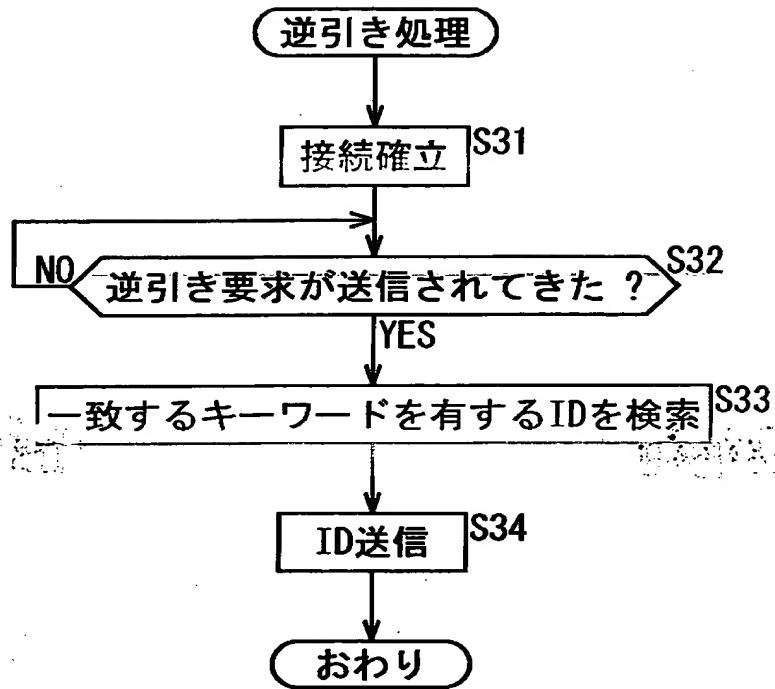 逆引き処理
接続確立
S31
NO
逆引き要求が送信されてきた ?
S32
YES
一致するキーワードを有するIDを検索
S33
ID送信
S34
おわり